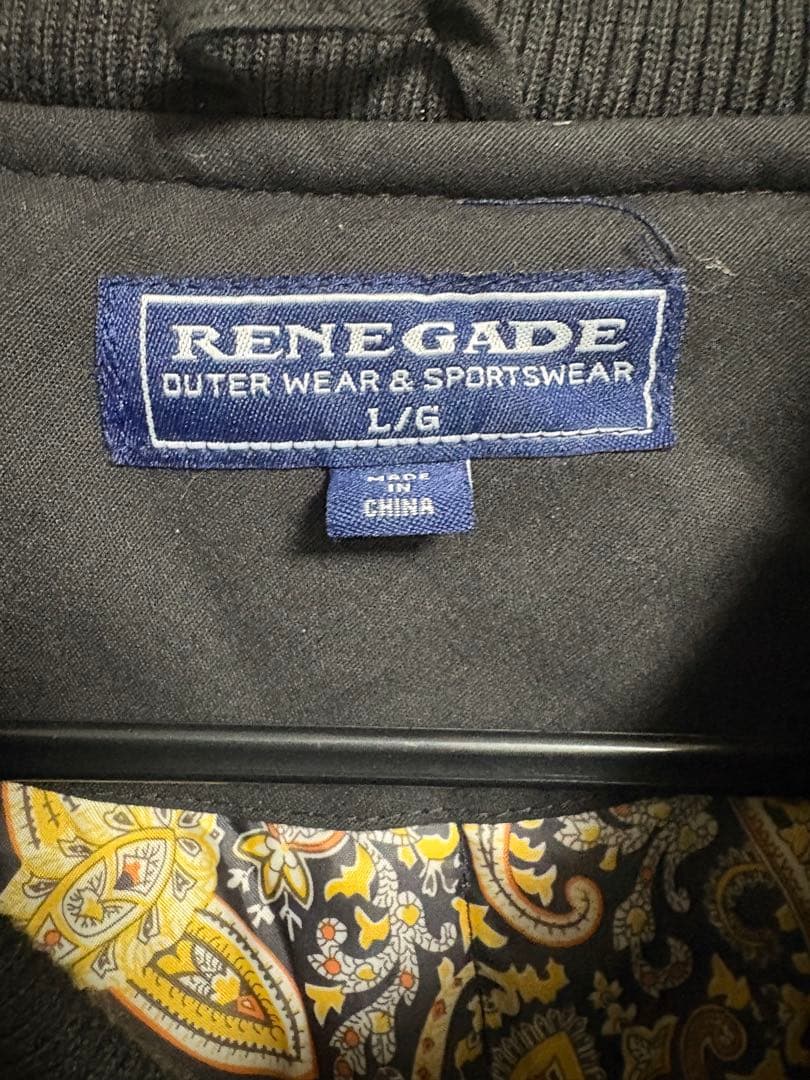 RENEGADE
OUTER WEAR & SPORTSWEAR
L/G
MADE
IN
CHINA